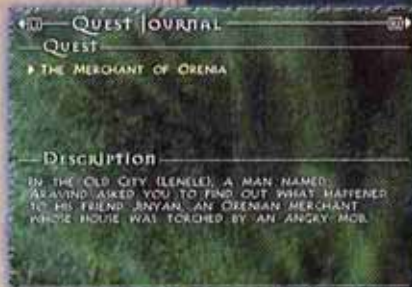 Quest Journal
Quest
The Merchant of Orenia
Description
In the Old City (Lenele), a man named
Aravind asked you to find out what happened
to his friend Jinyan, an Orenian merchant
whose house was torched by an angry mob.